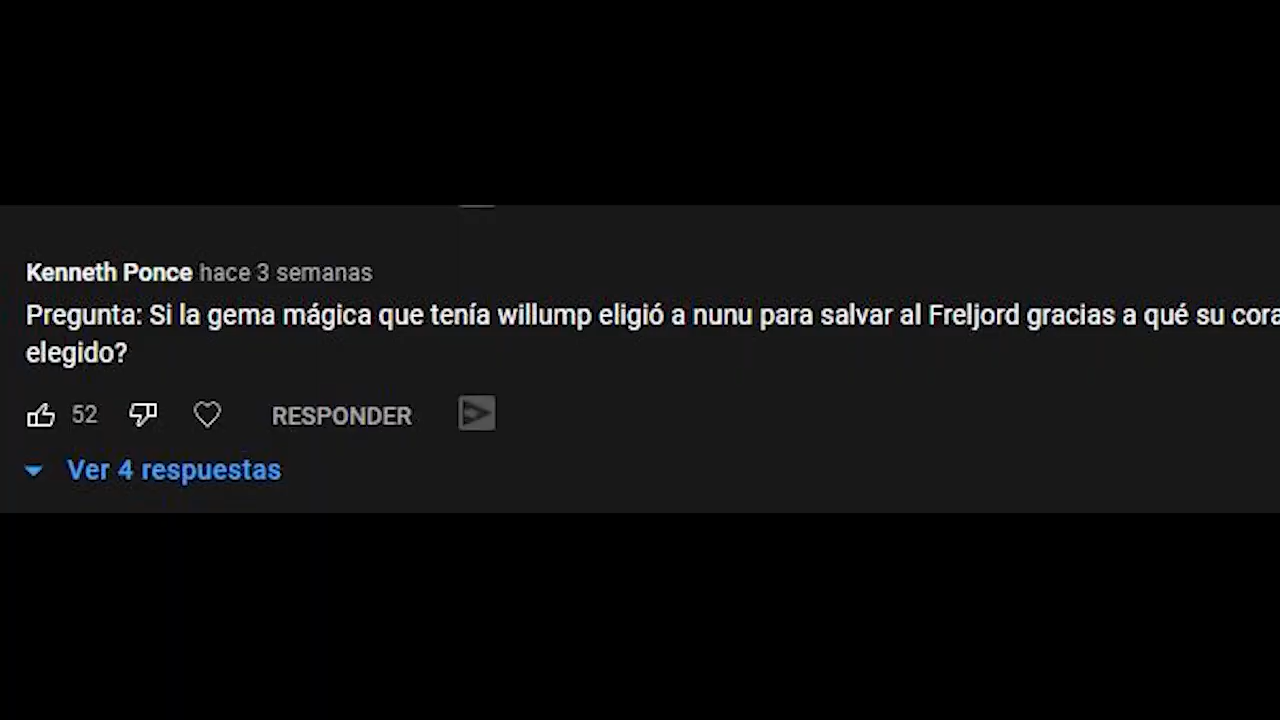 Kenneth Ponce hace 3 semanas
Pregunta: Si la gema mágica que tenía willump eligió a nunu para salvar al Freljord gracias a qué su cora
elegido?
52 RESPONDER
Ver 4 respuestas